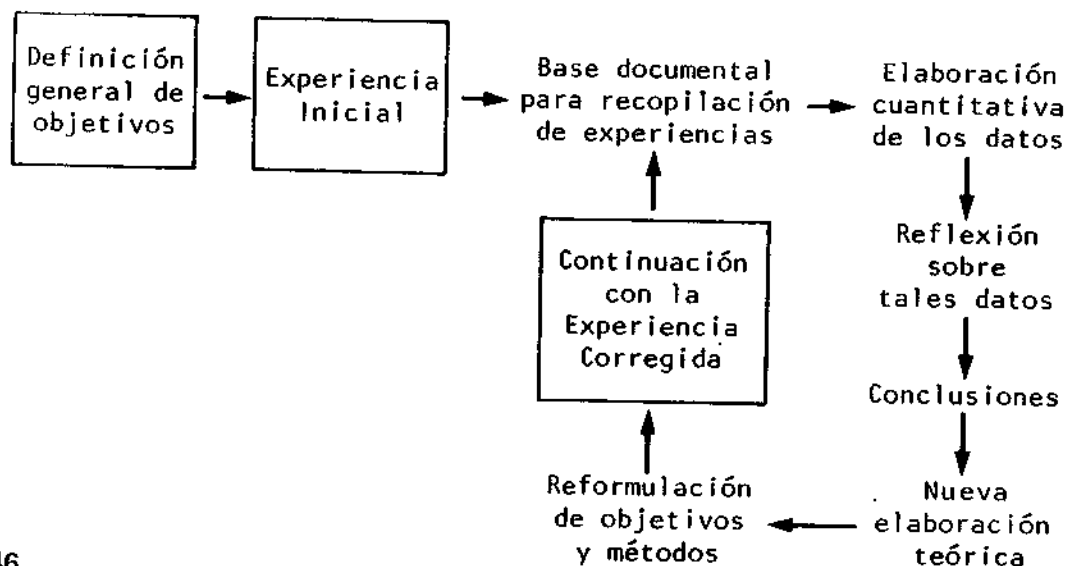 Definición
general de
objetivos
Experiencia
Inicial
Base documental
para recopilación
de experiencias
Elaboración
cuantitativa
de los datos
Reflexión
sobre
tales datos
Conclusiones
Nueva
elaboración
teórica
Reformulación
de objetivos
y métodos
Continuación
con la
Experiencia
Corregida